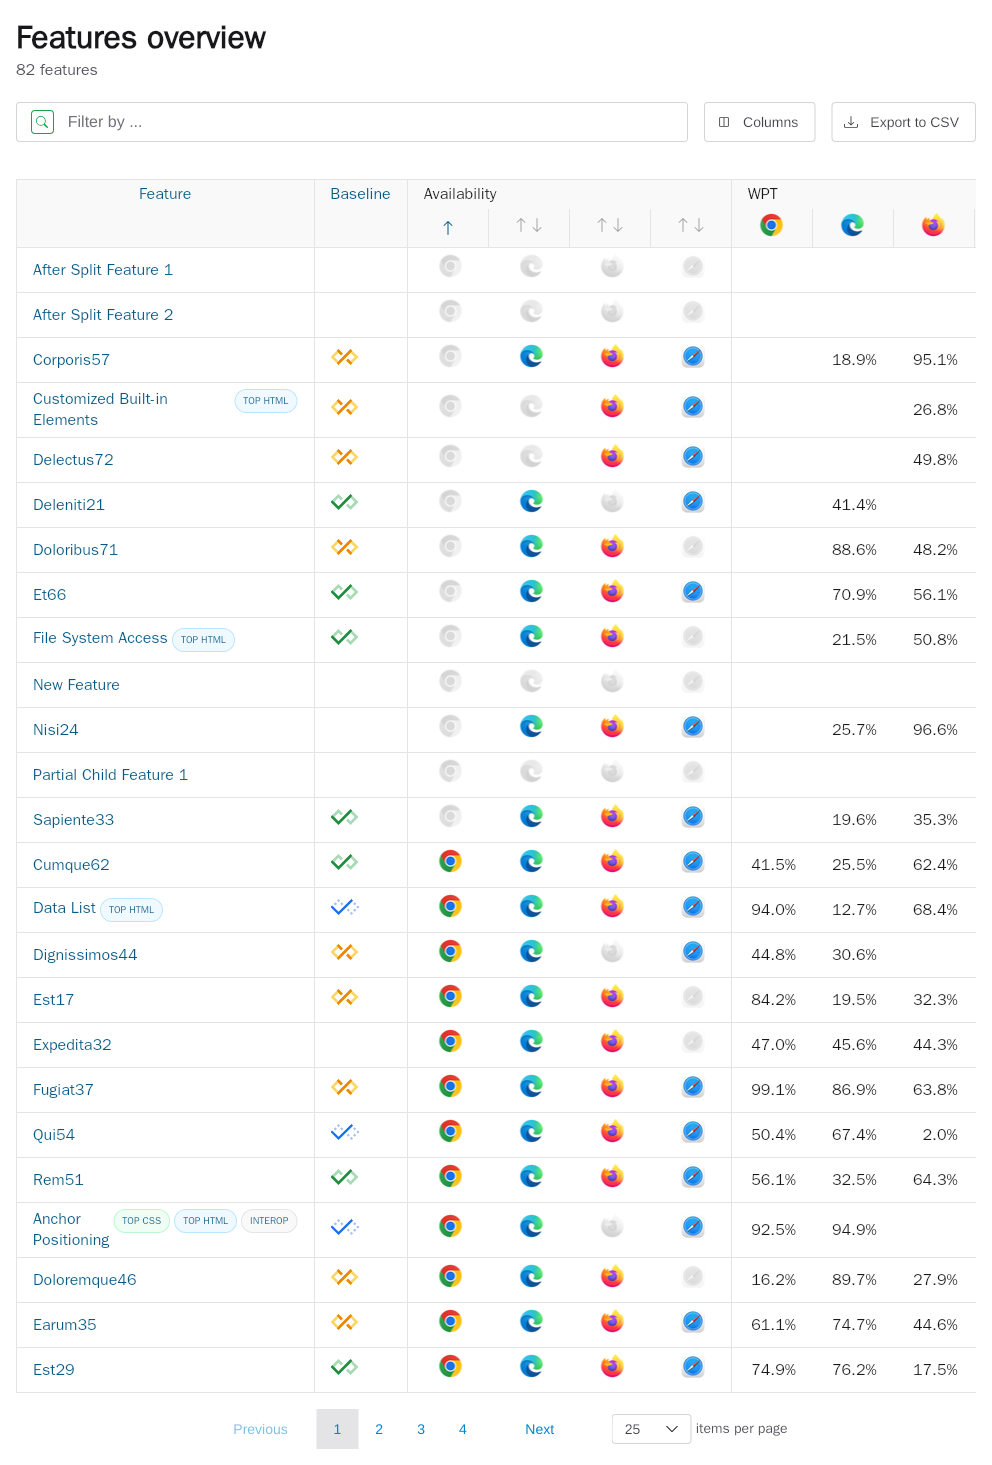 Features overview
82 features
Filter by ...
Columns
Export to CSV
Feature Baseline Availability WPT
After Split Feature 1
After Split Feature 2
Corporis57 18.9% 95.1%
Customized Built-in TOP HTML
Elements 26.8%
Delectus72 49.8%
Deleniti21 41.4%
Doloribus71 88.6% 48.2%
Et66 70.9% 56.1%
File System Access TOP HTML 21.5% 50.8%
New Feature
Nisi24 25.7% 96.6%
Partial Child Feature 1
Sapiente33 19.6% 35.3%
Cumque62 41.5% 25.5% 62.4%
Data List TOP HTML 94.0% 12.7% 68.4%
Dignissimos44 44.8% 30.6%
Est17 84.2% 19.5% 32.3%
Expedita32 47.0% 45.6% 44.3%
Fugiat37 99.1% 86.9% 63.8%
Qui54 50.4% 67.4% 2.0%
Rem51 56.1% 32.5% 64.3%
Anchor TOP CSS TOP HTML INTEROP
Positioning 92.5% 94.9%
Doloremque46 16.2% 89.7% 27.9%
Earum35 61.1% 74.7% 44.6%
Est29 74.9% 76.2% 17.5%
Previous 1 2 3 4 Next 25 items per page